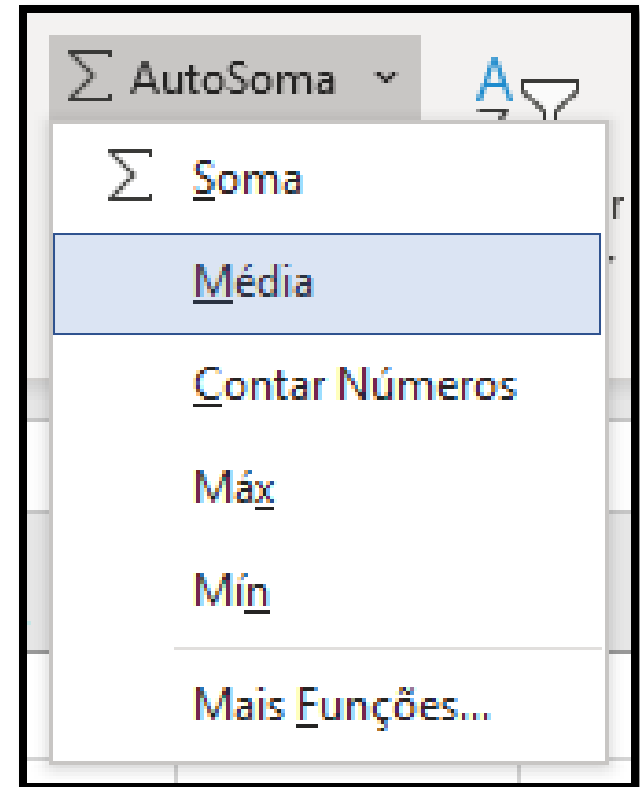 ∑ AutoSoma
∑ Soma
Média
Contar Números
Máx
Mín
Mais Funções...